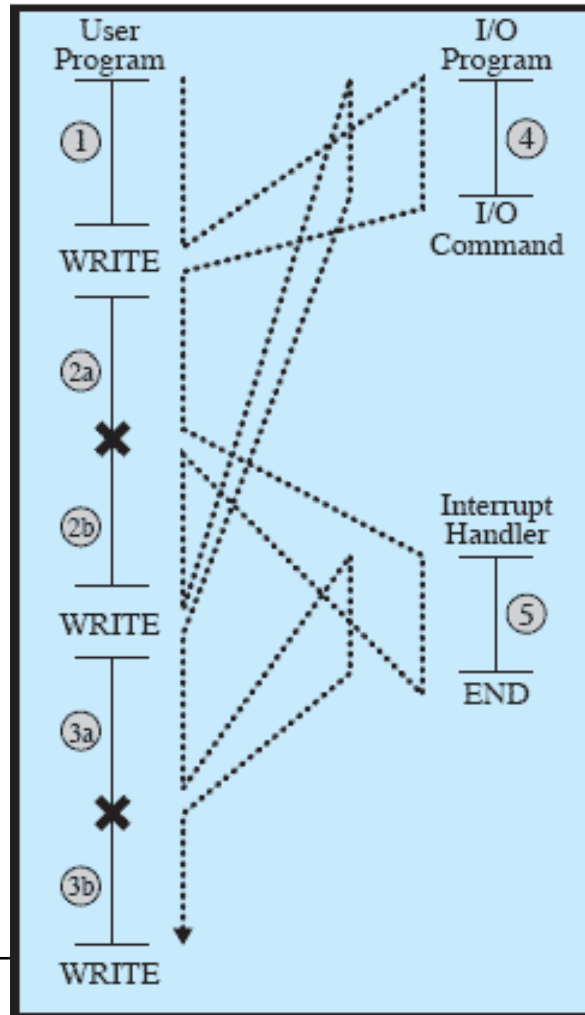 User
Program
I/O
Program
1
4
I/O
Command
WRITE
2a
2b
Interrupt
Handler
WRITE
5
END
3a
3b
WRITE